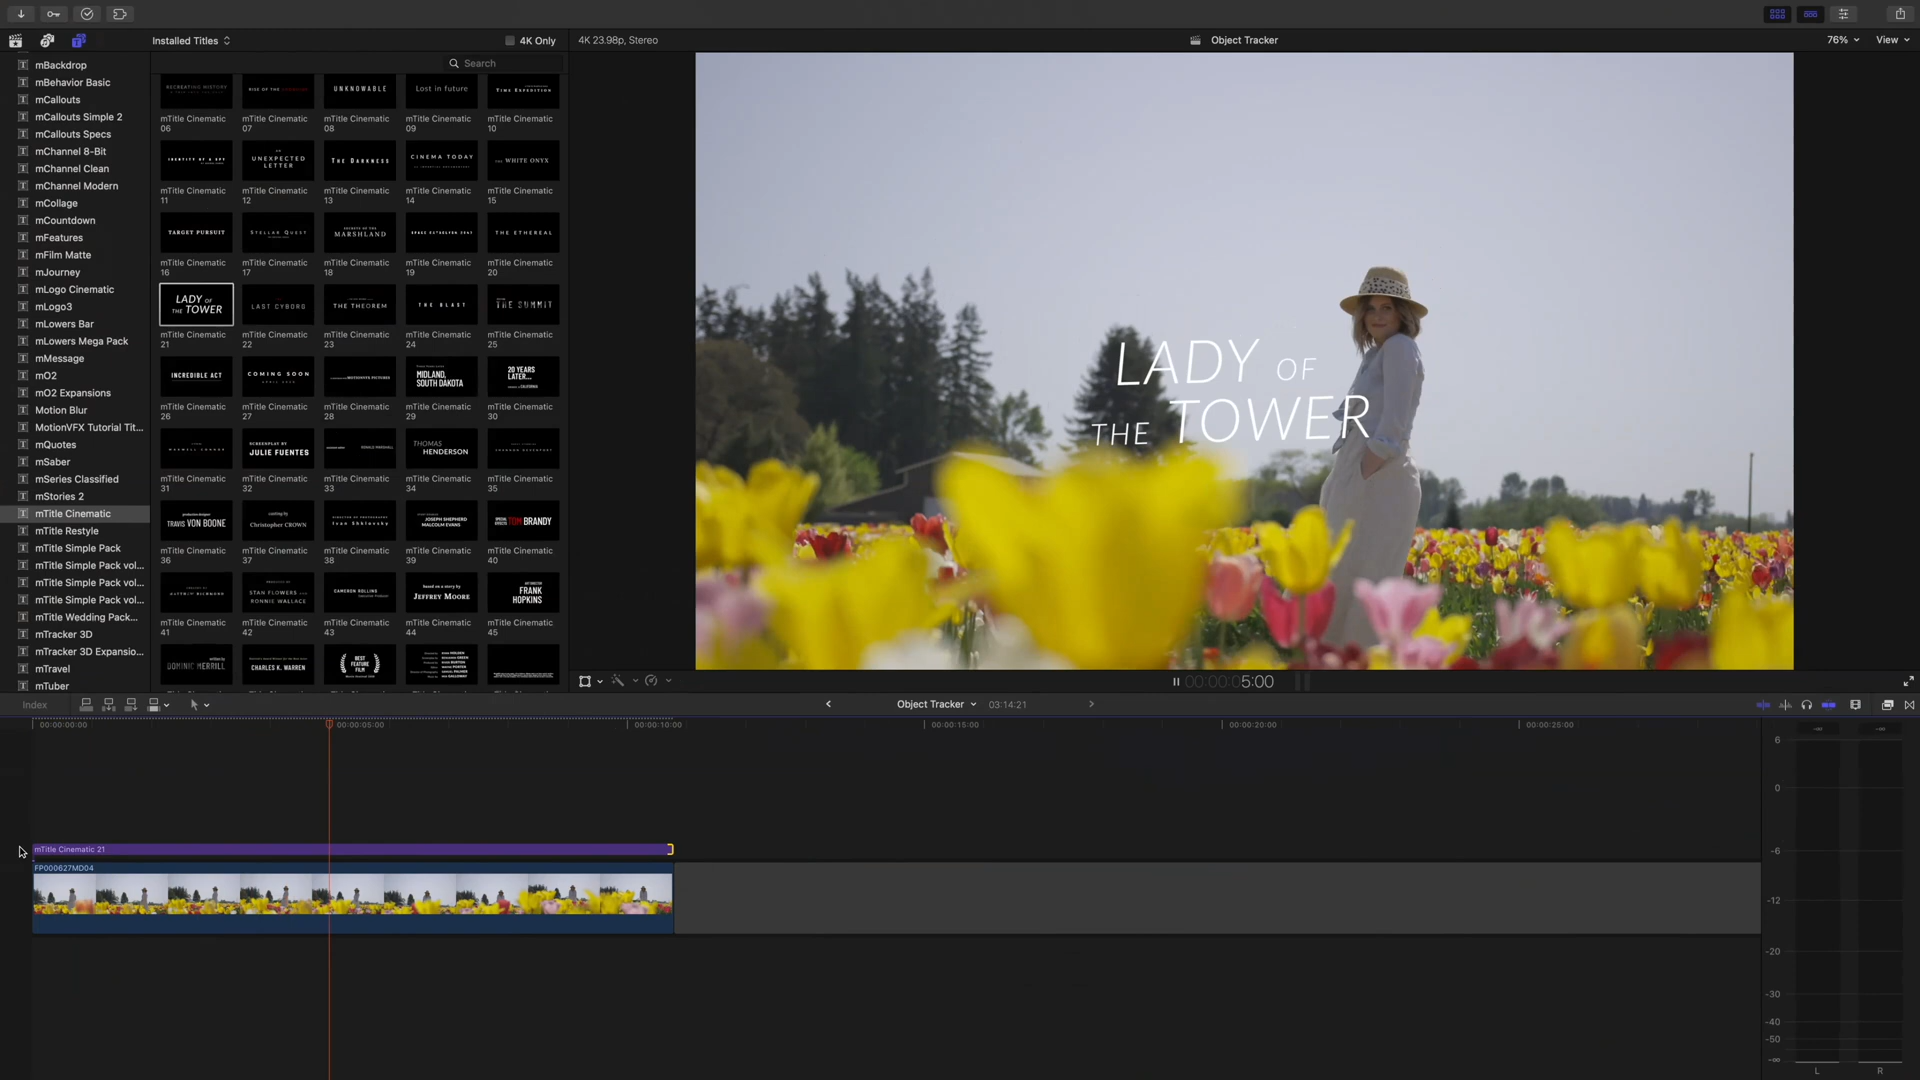 Installed Titles
4K Only
4K 23.98p, Stereo
Object Tracker
76%
View
Search
mBackdrop
mBehavior Basic
mCallouts
mCallouts Simple 2
mCallouts Specs
mChannel 8-Bit
mChannel Clean
mChannel Modern
mCollage
mCountdown
mFeatures
mFilm Matte
mJourney
mLogo Cinematic
mLogo3
mLowers Bar
mLowers Mega Pack
mMessage
mO2
mO2 Expansions
Motion Blur
MotionVFX Tutorial Tit...
mQuotes
mSaber
mSeries Classified
mStories 2
mTitle Cinematic
mTitle Restyle
mTitle Simple Pack
mTitle Simple Pack vol...
mTitle Simple Pack vol...
mTitle Simple Pack vol...
mTitle Wedding Pack...
mTracker 3D
mTracker 3D Expansio...
mTravel
mTuber
RECREATING HISTORY
RISE OF THE
UNKNOWABLE
Lost in future
TIME EXPEDITION
mTitle Cinematic 06
mTitle Cinematic 07
mTitle Cinematic 08
mTitle Cinematic 09
mTitle Cinematic 10
IDENTITY OF A SPY
AN UNEXPECTED LETTER
THE DARKNESS
CINEMA TODAY
THE WHITE ONYX
mTitle Cinematic 11
mTitle Cinematic 12
mTitle Cinematic 13
mTitle Cinematic 14
mTitle Cinematic 15
TARGET PURSUIT
STELLAR QUEST
SECRETS OF THE MARSHLAND
THE ETHEREAL
mTitle Cinematic 16
mTitle Cinematic 17
mTitle Cinematic 18
mTitle Cinematic 19
mTitle Cinematic 20
LADY OF THE TOWER
LAST CYBORG
THE THEOREM
THE BLAST
THE SUMMIT
mTitle Cinematic 21
mTitle Cinematic 22
mTitle Cinematic 23
mTitle Cinematic 24
mTitle Cinematic 25
INCREDIBLE ACT
COMING SOON
MIDLAND, SOUTH DAKOTA
20 YEARS LATER...
mTitle Cinematic 26
mTitle Cinematic 27
mTitle Cinematic 28
mTitle Cinematic 29
mTitle Cinematic 30
SCREENPLAY BY JULIE FUENTES
RONALD MARSHALL
THOMAS HENDERSON
mTitle Cinematic 31
mTitle Cinematic 32
mTitle Cinematic 33
mTitle Cinematic 34
mTitle Cinematic 35
production designer TRAVIS VON BOONE
casting by Christopher CROWN
JOSEPH SHEPHERD MALCOLM EVANS
SPECIAL EFFECTS TOM BRANDY
mTitle Cinematic 36
mTitle Cinematic 37
mTitle Cinematic 38
mTitle Cinematic 39
mTitle Cinematic 40
STAN FLOWERS RONNIE WALLACE
CAMERON ROLLINS
based on a story by JEFFREY MOORE
ART DIRECTOR FRANK HOPKINS
mTitle Cinematic 41
mTitle Cinematic 42
mTitle Cinematic 43
mTitle Cinematic 44
mTitle Cinematic 45
DOMINIC MERRILL
written by
CHARLES K. WARREN
BEST FEATURE FILM
LADY OF
THE TOWER
00:00:05:00
Index
Object Tracker
03:14:21
00:00:00:00
00:00:05:00
00:00:10:00
00:00:15:00
00:00:20:00
00:00:25:00
mTitle Cinematic 21
FP000627MD04
6
0
-6
-12
-20
-30
-40
-50
-∞
L
R